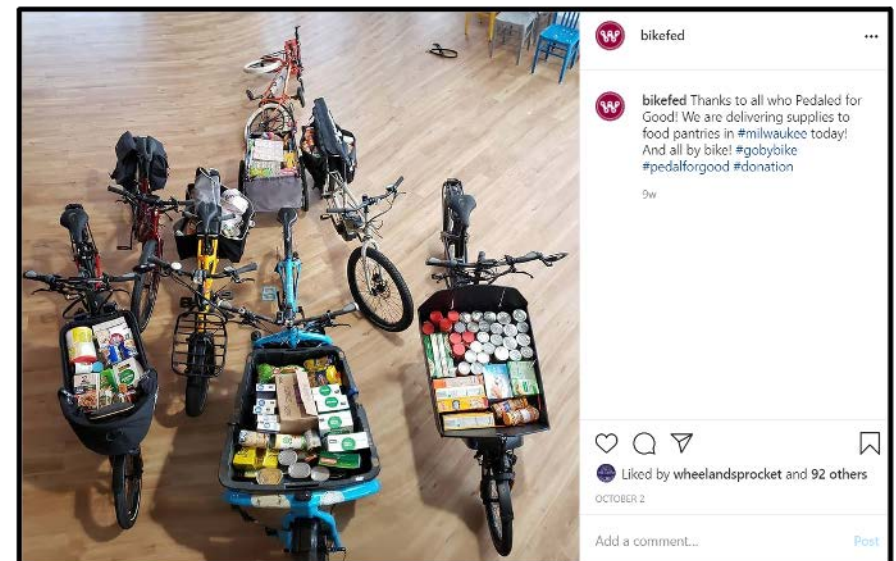 bikefed
bikefed Thanks to all who Pedaled for
Good! We are delivering supplies to
food pantries in #milwaukee today!
And all by bike! #gobybike
#pedalforgood #donation
9w
Liked by wheelandsprocket and 92 others
OCTOBER 2
Add a comment...
Post